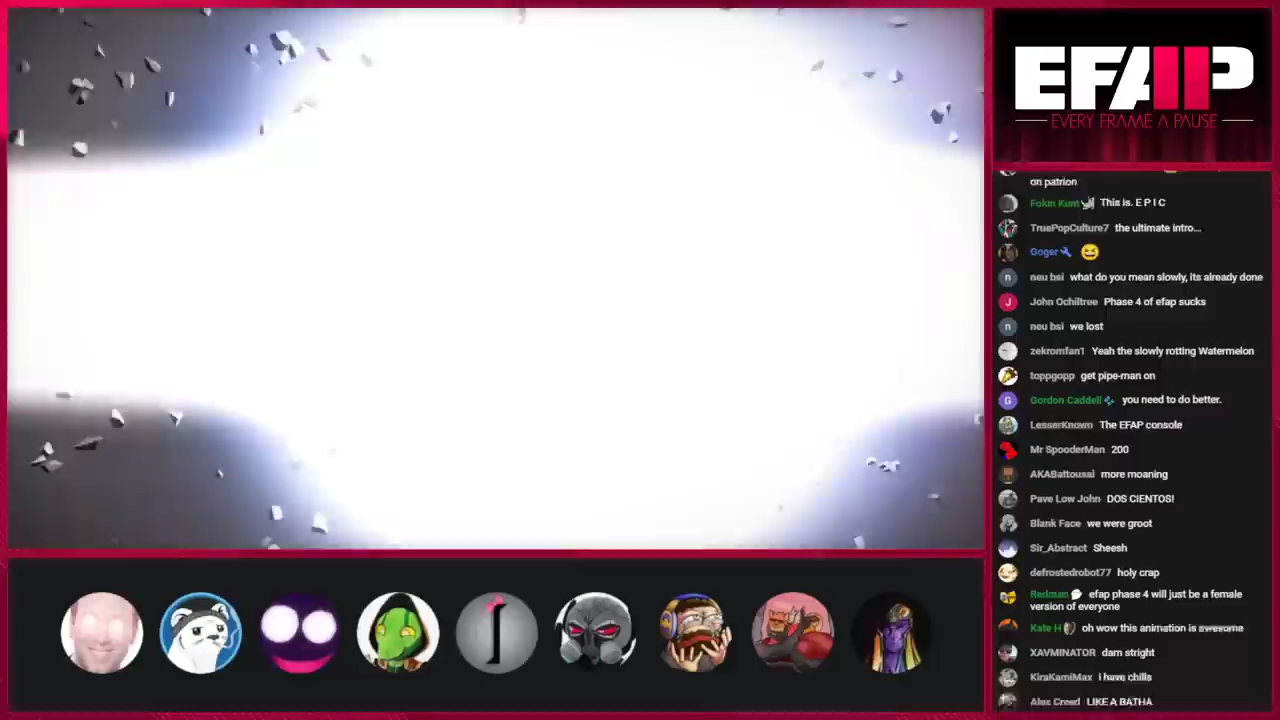 EFAP
EVERY FRAME A PAUSE
on patrion
Fokin Kunt This is. E P I C
TruePopCulture7 the ultimate intro...
Goger
neu bsi what do you mean slowly, its already done
John Ochiltree Phase 4 of efap sucks
neu bsi we lost
zekromfan1 Yeah the slowly rotting Watermelon
toppgopp get pipe-man on
Gordon Caddell you need to do better.
LesserKnown The EFAP console
Mr SpooderMan 200
AKABattousai more moaning
Pave Low John DOS CIENTOS!
Blank Face we were groot
Sir_Abstract Sheesh
defrostedrobot77 holy crap
Redman efap phase 4 will just be a female
version of everyone
Kate H oh wow this animation is awesome
XAVMINATOR dam stright
KiraKamiMax i have chills
Alex Creed LIKE A BATHA